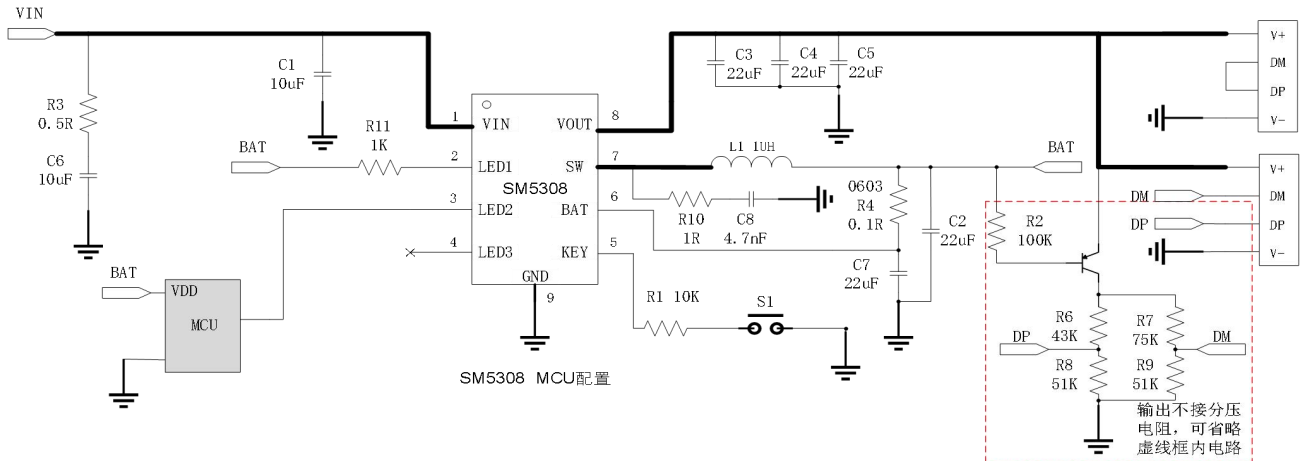 VIN
R3
0.5R
C6
10uF
C1
10uF
BAT
R11
1K
1
2
3
4
VIN
LED1
LED2
LED3
VOUT
SW
BAT
KEY
GND
SM5308
8
7
6
5
9
BAT
VDD
MCU
SM5308 MCU配置
C3
22uF
C4
22uF
C5
22uF
L1 1UH
BAT
R10
1R
C8
4.7nF
0603
R4
0.1R
C2
22uF
C7
22uF
R1 10K
S1
R2
100K
R6
43K
R7
75K
DP
DM
R8
51K
R9
51K
输出不接分压
电阻，可省略
虚线框内电路
V+
DM
DP
V-
DM
DP
V+
DM
DP
V-